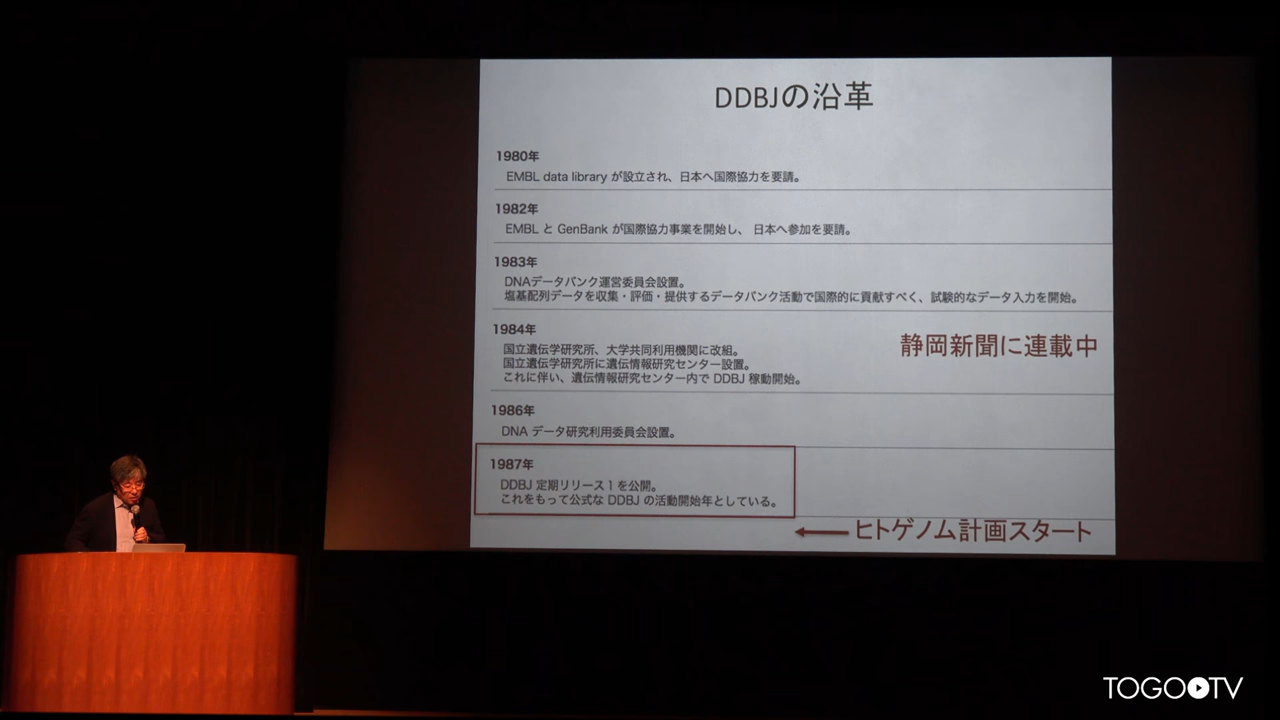 DDBJの沿革
1980年
EMBL data library が設立され、日本へ国際協力を要請。
1982年
EMBL と GenBank が国際協力事業を開始し、 日本へ参加を要請。
1983年
DNAデータバンク運営委員会設置。
塩基配列データを収集・評価・提供するデータバンク活動で国際的に貢献すべく、試験的なデータ入力を開始。
1984年
国立遺伝学研究所、大学共同利用機関に改組。
国立遺伝学研究所に遺伝情報研究センター設置。
これに伴い、遺伝情報研究センター内で DDBJ 稼動開始。
静岡新聞に連載中
1986年
DNA データ研究利用委員会設置。
1987年
DDBJ 定期リリース 1 を公開。
これをもって公式な DDBJ の活動開始年としている。
ヒトゲノム計画スタート
TOGO TV